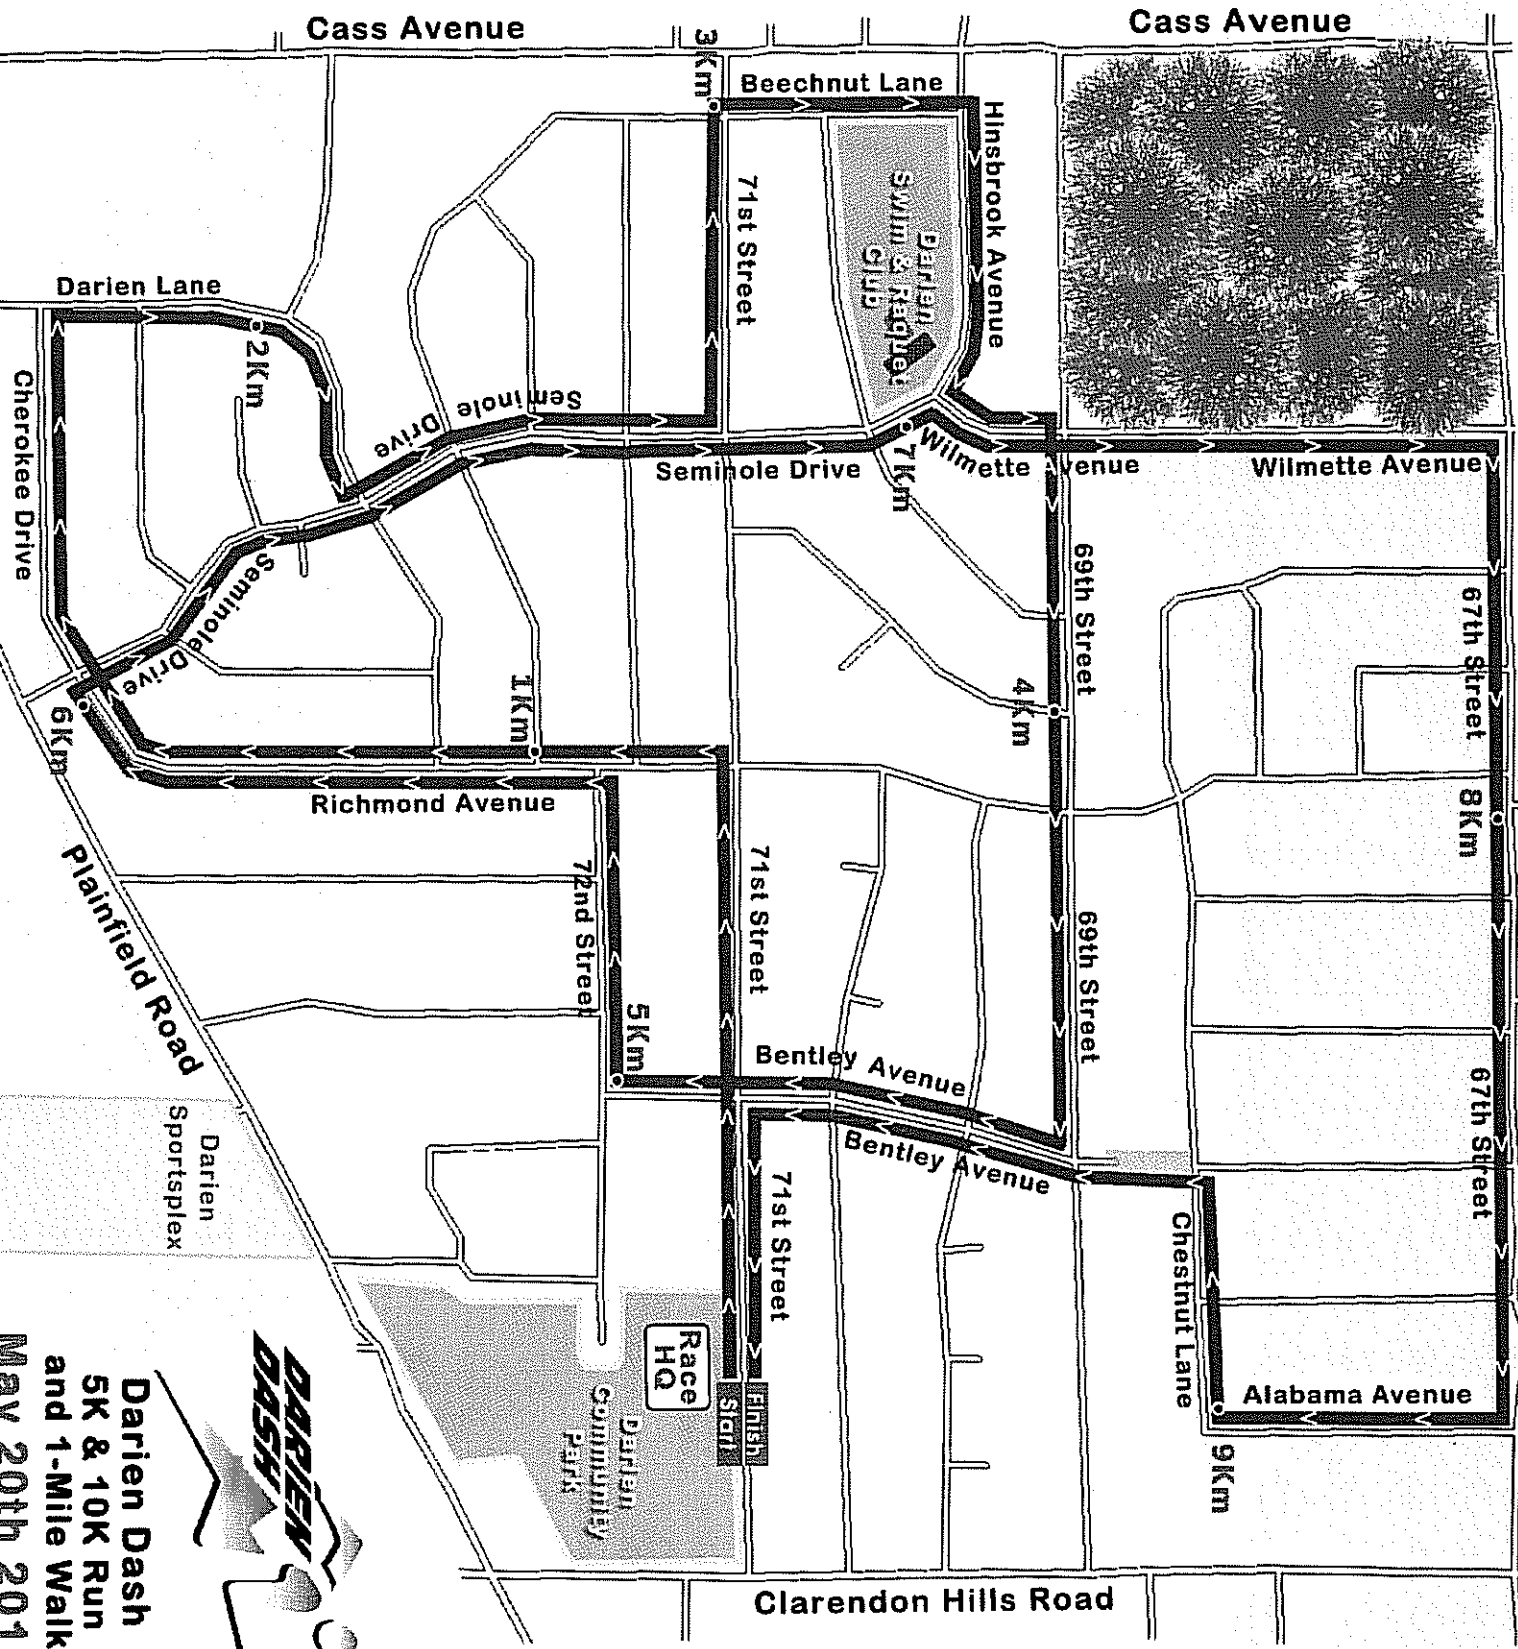 Cass Avenue
Cass Avenue
3Km
Beechnut Lane
Hinsbrook Avenue
71st Street
Darien
Swim & Raquet
Club
Darien Lane
2Km
Cherokee Drive
Seminole
Drive
Seminole Drive
7Km
Wilmette Avenue
Wilmette Avenue
69th Street
67th Street
Seminole
Drive
1Km
4Km
8Km
6Km
Richmond Avenue
72nd Street
71st Street
69th Street
Plainfield Road
5Km
Bentley Avenue
Bentley Avenue
67th Street
Darien
Sportsplex
71st Street
Chestnut Lane
Alabama Avenue
9Km
Race
HQ
Finish
Start
Darien
Community
Park
Clarendon Hills Road
DARIEN
DASH
Darien Dash
5K & 10K Run
and 1-Mile Walk
May 20th 201